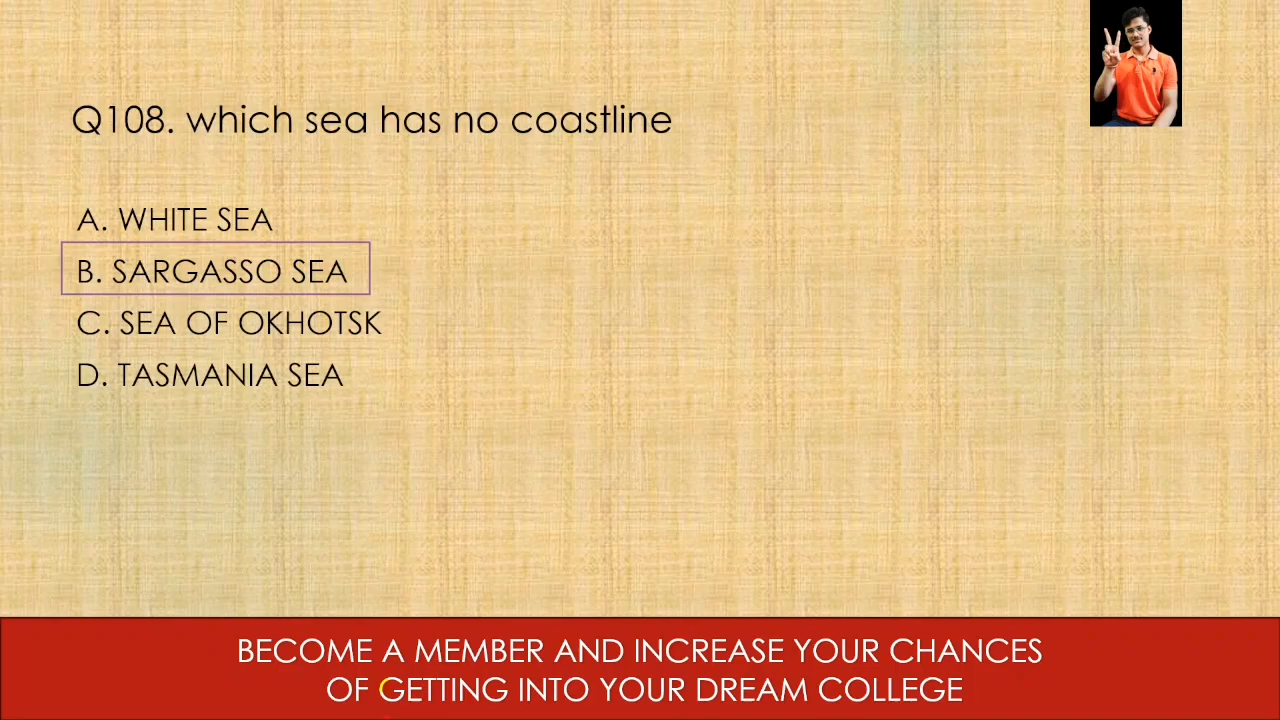 Q108. which sea has no coastline
A. WHITE SEA
B. SARGASSO SEA
C. SEA OF OKHOTSK
D. TASMANIA SEA
BECOME A MEMBER AND INCREASE YOUR CHANCES
OF GETTING INTO YOUR DREAM COLLEGE